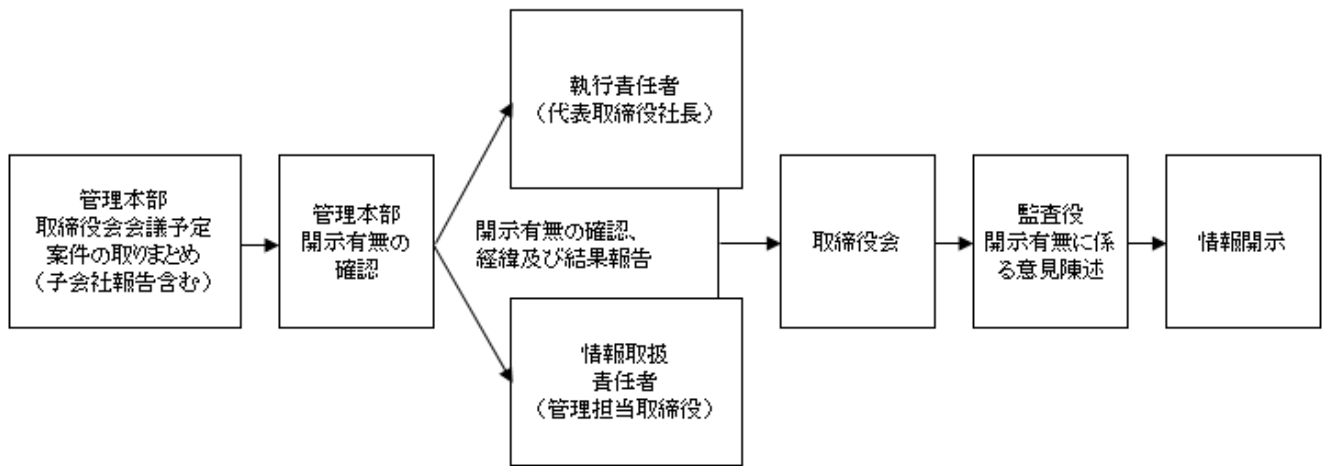 管理本部
取締役会会議予定
案件の取りまとめ
（子会社報告含む）
管理本部
開示有無の
確認
執行責任者
（代表取締役社長）
開示有無の確認、
経緯及び結果報告
情報取扱
責任者
（管理担当取締役）
取締役会
監査役
開示有無に係
る意見陳述
情報開示